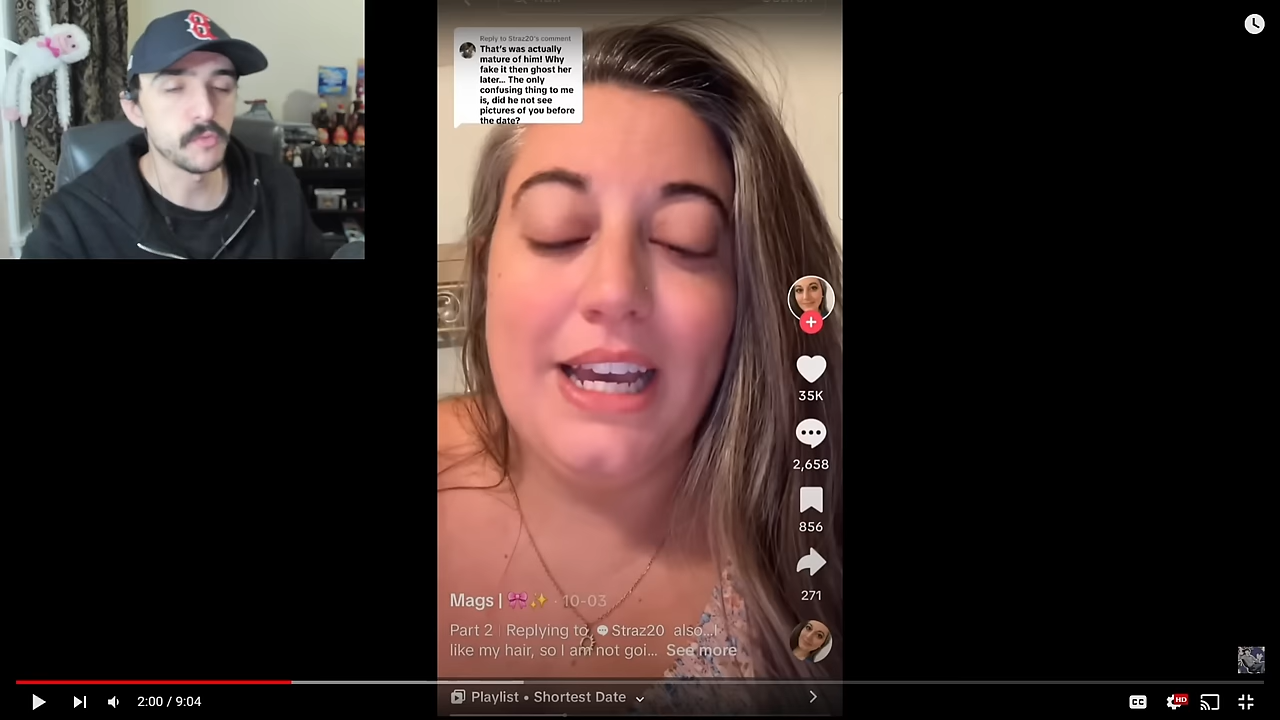 Reply to Straz20's comment
That's was actually
mature of him! Why
fake it then ghost her
later... The only
confusing thing to me
is, did he not see
pictures of you before
the date?
35K
2,658
856
271
Mags | 🎀✨ · 10-03
Part 2 | Replying to 💬Straz20 also...I
like my hair, so I am not goi... See more
Playlist • Shortest Date
2:00 / 9:04
CC
HD